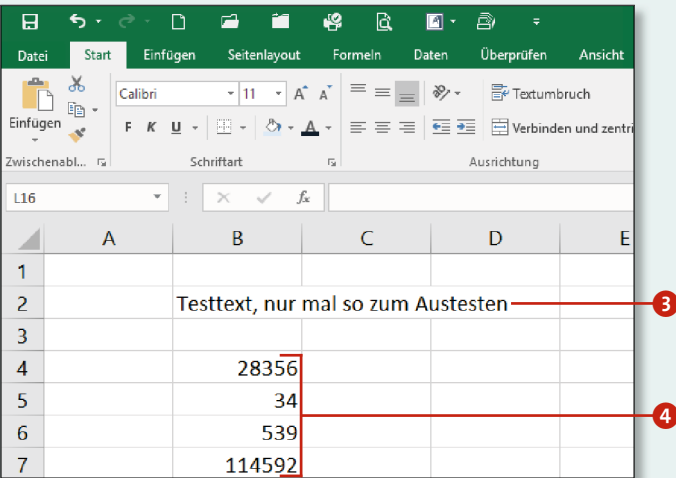 Datei Start Einfügen Seitenlayout Formeln Daten Überprüfen Ansicht
Calibri 11 A A Textumbruch
Einfügen F K U A Verbinden und zentri
Zwischenabl... Schriftart Ausrichtung
L16 fx
A B C D E
1
2 Testtext, nur mal so zum Austesten 3
3
4 28356
5 34 4
6 539
7 114592